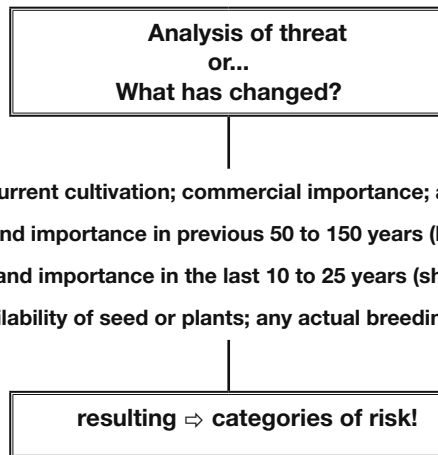 Analysis of threat
or...
What has changed?
urrent cultivation; commercial importance; a
nd importance in previous 50 to 150 years (
and importance in the last 10 to 25 years (sh
ilability of seed or plants; any actual breedin
resulting ⇨ categories of risk!